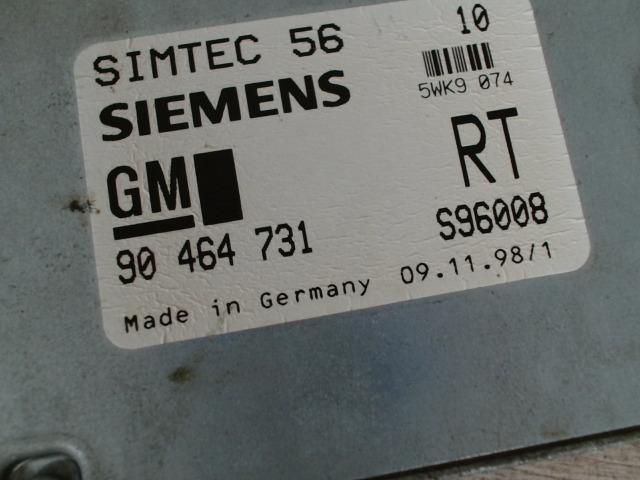 SIMTEC 56 10
SIEMENS
5WK9 074
GM
RT
90 464 731 S96008
Made in Germany 09.11.98/1